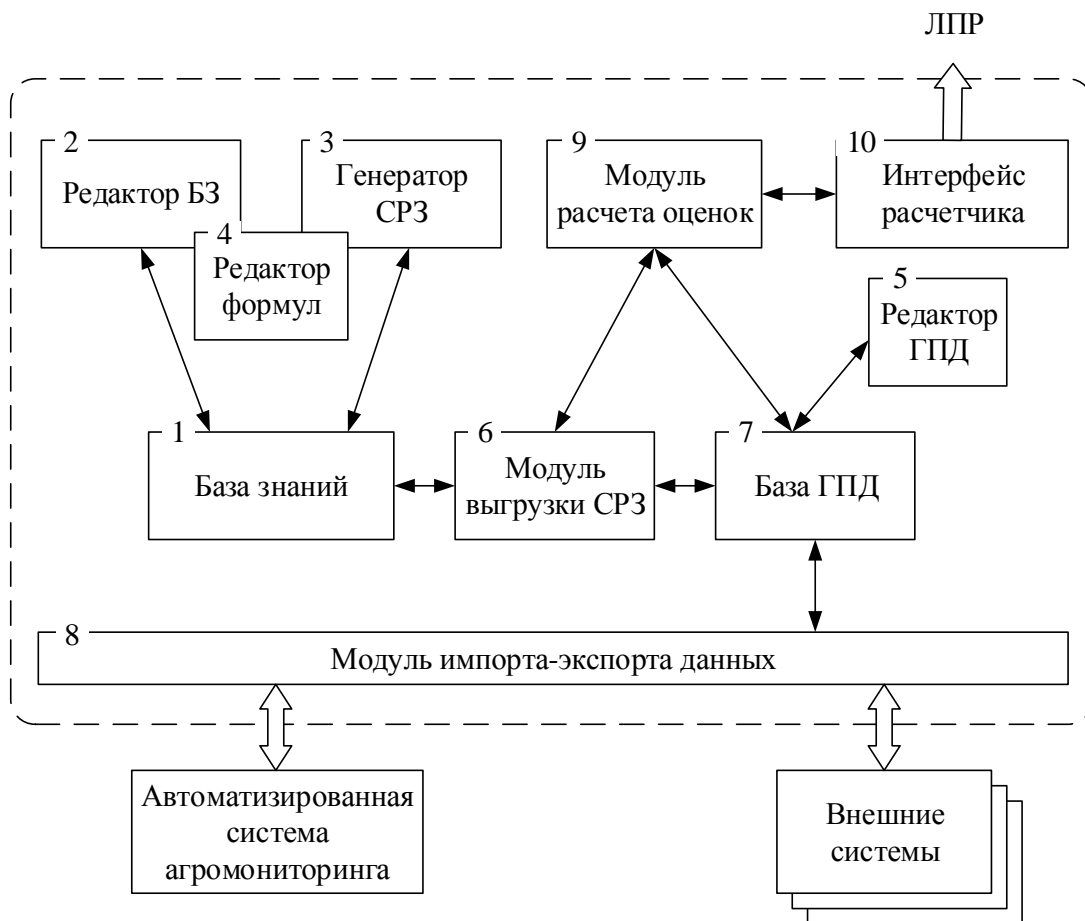 ЛПР
2
Редактор БЗ
3
Генератор
СРЗ
4
Редактор
формул
9
Модуль
расчета оценок
10
Интерфейс
расчетчика
5
Редактор
ГПД
1
База знаний
6
Модуль
выгрузки СРЗ
7
База ГПД
8
Модуль импорта-экспорта данных
Автоматизированная
система
агромониторинга
Внешние
системы